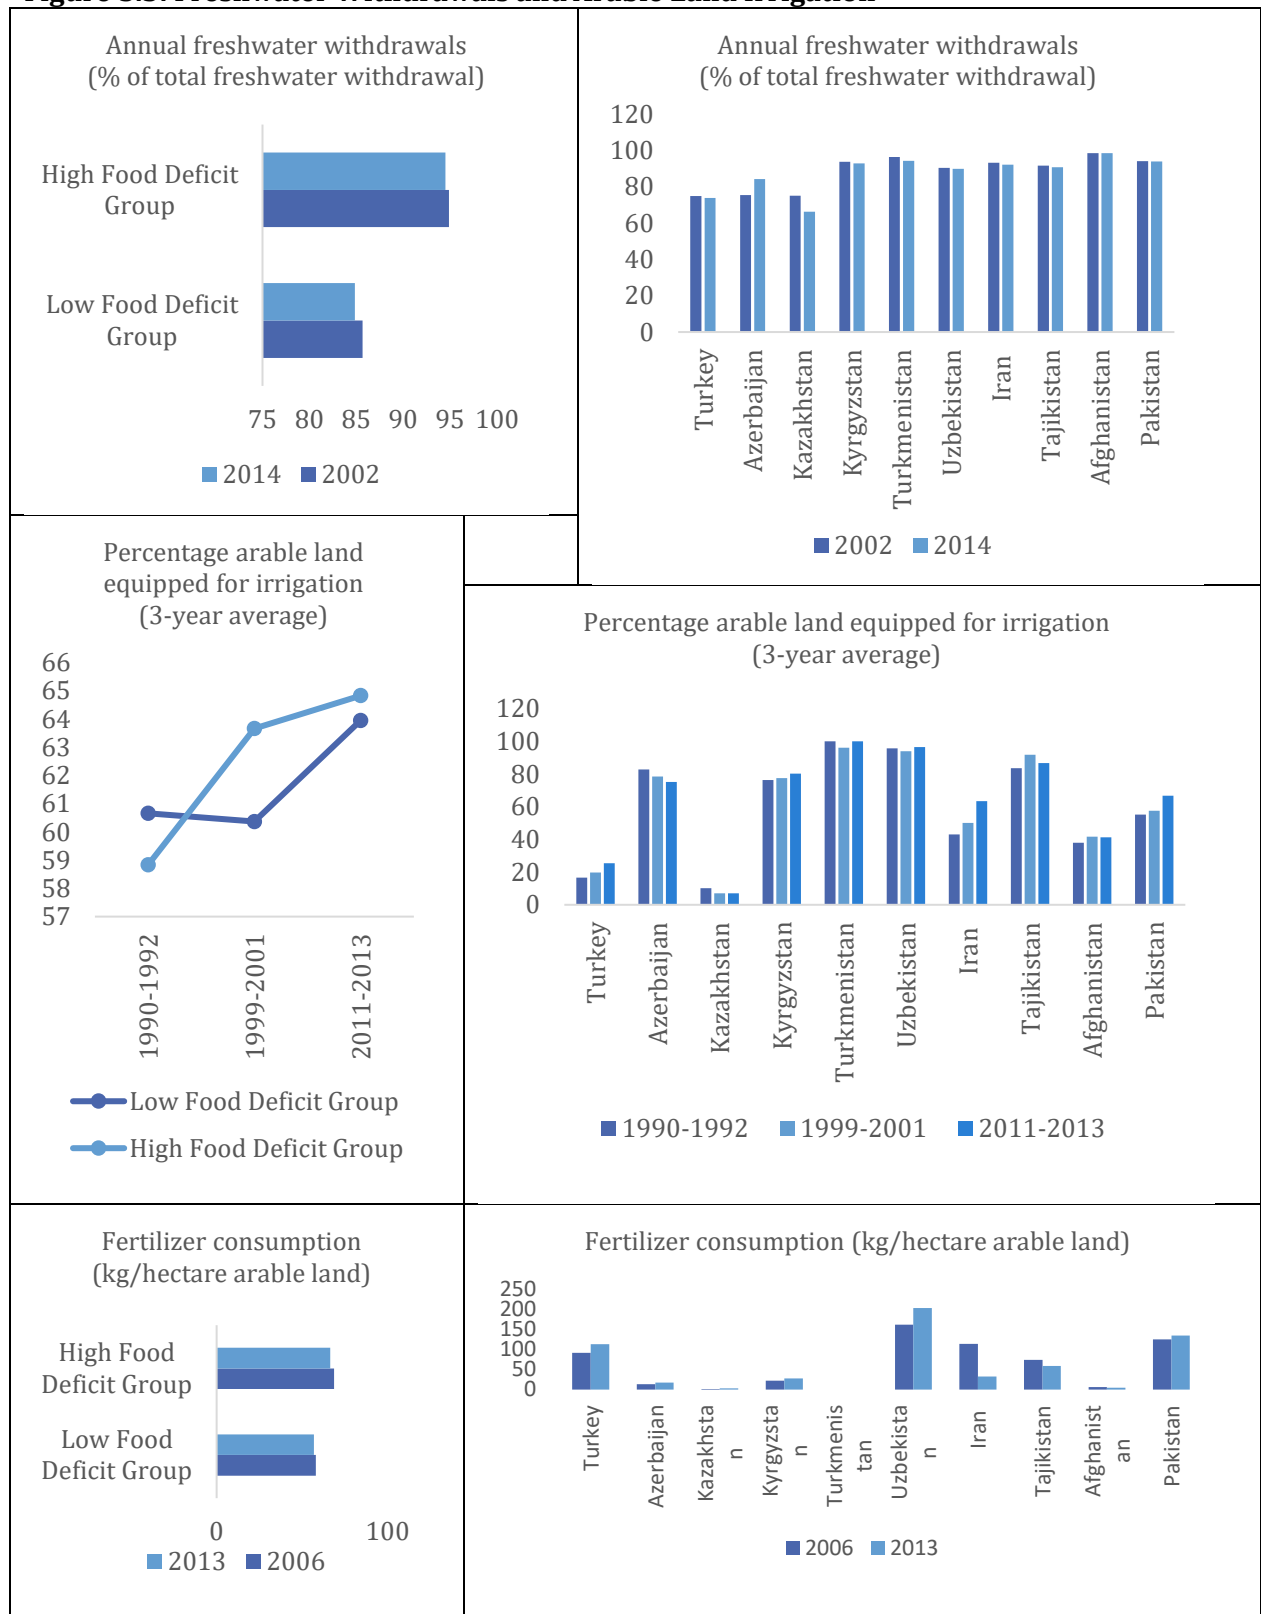 Annual freshwater withdrawals
(% of total freshwater withdrawal)
High Food Deficit
Group
Low Food Deficit
Group
75 80 85 90 95 100
2014 2002
Annual freshwater withdrawals
(% of total freshwater withdrawal)
120
100
80
60
40
20
0
Turkey
Azerbaijan
Kazakhstan
Kyrgyzstan
Turkmenistan
Uzbekistan
Iran
Tajikistan
Afghanistan
Pakistan
2002 2014
Percentage arable land
equipped for irrigation
(3-year average)
66
65
64
63
62
61
60
59
58
57
1990-1992
1999-2001
2011-2013
Low Food Deficit Group
High Food Deficit Group
Percentage arable land equipped for irrigation
(3-year average)
120
100
80
60
40
20
0
Turkey
Azerbaijan
Kazakhstan
Kyrgyzstan
Turkmenistan
Uzbekistan
Iran
Tajikistan
Afghanistan
Pakistan
1990-1992 1999-2001 2011-2013
Fertilizer consumption
(kg/hectare arable land)
High Food
Deficit Group
Low Food
Deficit Group
0 100
2013 2006
Fertilizer consumption (kg/hectare arable land)
250
200
150
100
50
0
Turkey
Azerbaijan
Kazakhsta
n
Kyrgyzsta
n
Turkmenis
tan
Uzbekista
n
Iran
Tajikistan
Afghanist
an
Pakistan
2006 2013